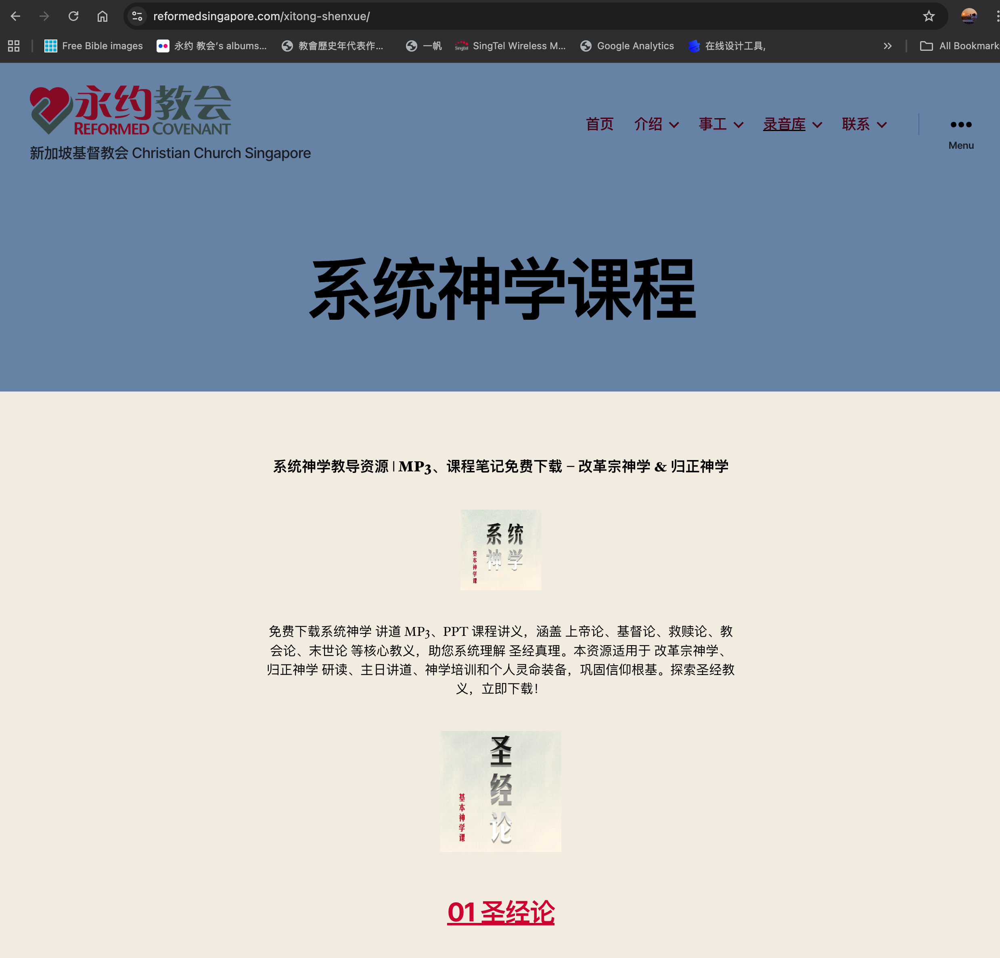 reformedsingapore.com/xitong-shenxue/
Free Bible images
永约 教会's albums...
教會歷史年代表作...
一帆
Singtel
SingTel Wireless M...
Google Analytics
在线设计工具,
All Bookmark
永约教会
REFORMED COVENANT
新加坡基督教会 Christian Church Singapore
首页
介绍
事工
录音库
联系
Menu
系统神学课程
系统神学教导资源 | MP3、课程笔记免费下载 – 改革宗神学 & 归正神学
系统
神学
基本神学课
免费下载系统神学 讲道 MP3、PPT 课程讲义，涵盖 上帝论、基督论、救赎论、教
会论、末世论 等核心教义，助您系统理解 圣经真理。本资源适用于 改革宗神学、
归正神学 研读、主日讲道、神学培训和个人灵命装备，巩固信仰根基。探索圣经教
义，立即下载！
圣经论
基本神学课
01 圣经论